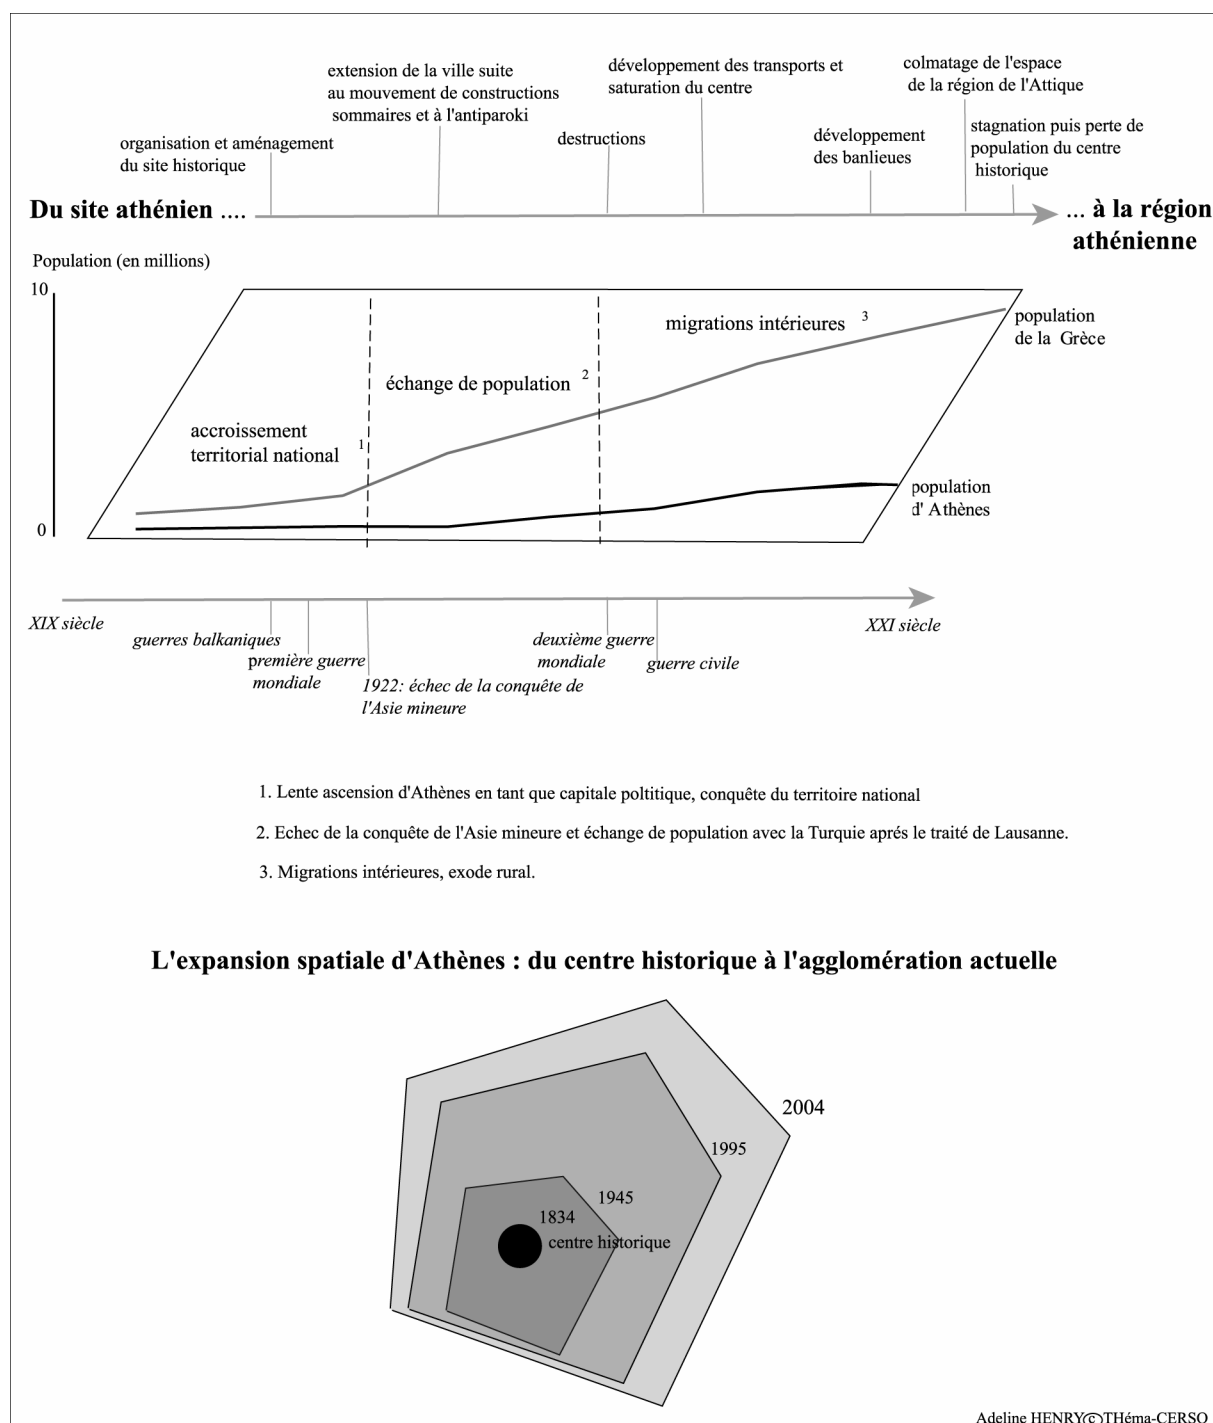 extension de la ville suite
au mouvement de constructions
sommaires et à l'antiparoki
développement des transports et
saturation du centre
colmatage de l'espace
de la région de l'Attique
organisation et aménagement
du site historique
destructions
développement
des banlieues
stagnation puis perte de
population du centre
historique
Du site athénien ....
... à la région
athénienne
Population (en millions)
10
0
accroissement
territorial national 1
échange de population 2
migrations intérieures 3
population
de la Grèce
population
d' Athènes
XIX siècle
XXI siècle
guerres balkaniques
première guerre
mondiale
1922: échec de la conquête de
l'Asie mineure
deuxième guerre
mondiale
guerre civile
1. Lente ascension d'Athènes en tant que capitale poltitique, conquête du territoire national
2. Echec de la conquête de l'Asie mineure et échange de population avec la Turquie aprés le traité de Lausanne.
3. Migrations intérieures, exode rural.
L'expansion spatiale d'Athènes : du centre historique à l'agglomération actuelle
2004
1995
1945
1834
centre historique
Adeline HENRY©THéma-CERSO